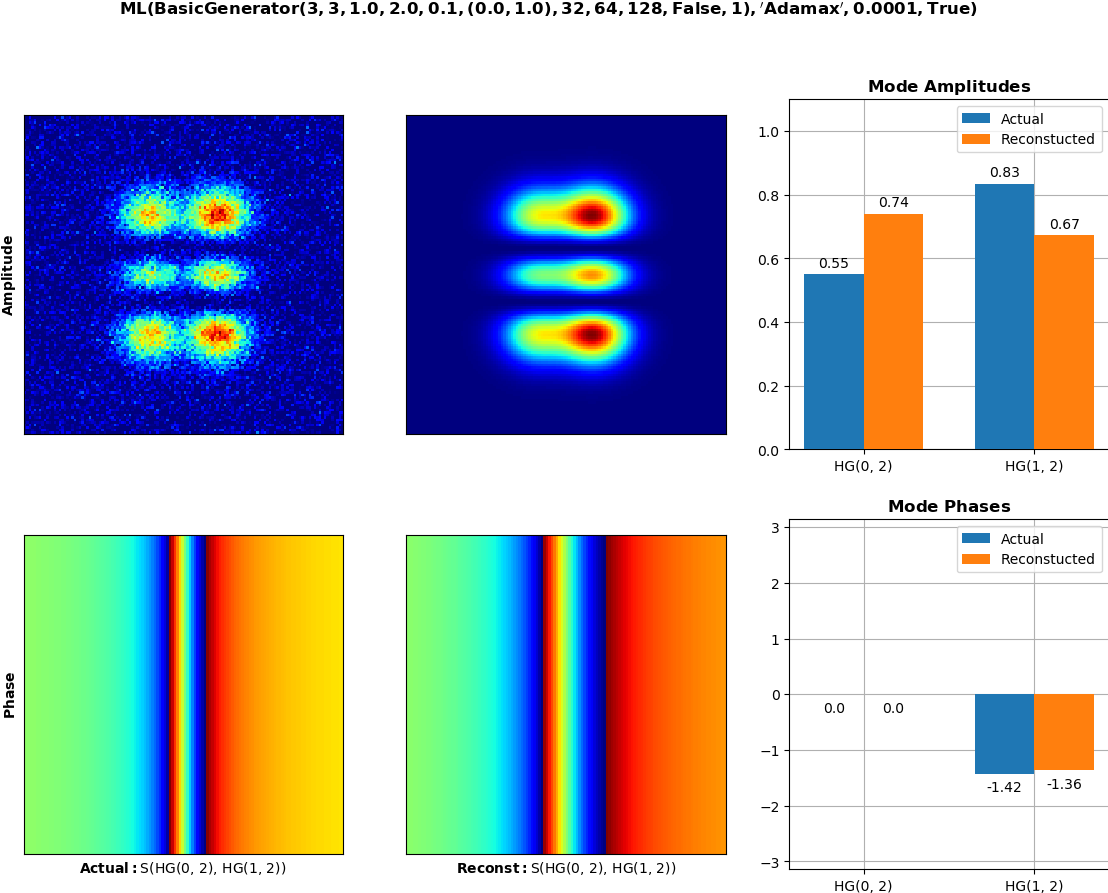 ML(BasicGenerator(3, 3, 1.0, 2.0, 0.1, (0.0, 1.0), 32, 64, 128, False, 1), ′Adamax′, 0.0001, True)
Amplitude
Mode Amplitudes
Actual
Reconstucted
1.0
0.8
0.6
0.4
0.2
0.0
0.55
0.74
0.83
0.67
HG(0, 2)
HG(1, 2)
Phase
Actual: S(HG(0, 2), HG(1, 2))
Reconst: S(HG(0, 2), HG(1, 2))
Mode Phases
Actual
Reconstucted
3
2
1
0
−1
−2
−3
0.0
0.0
-1.42
-1.36
HG(0, 2)
HG(1, 2)